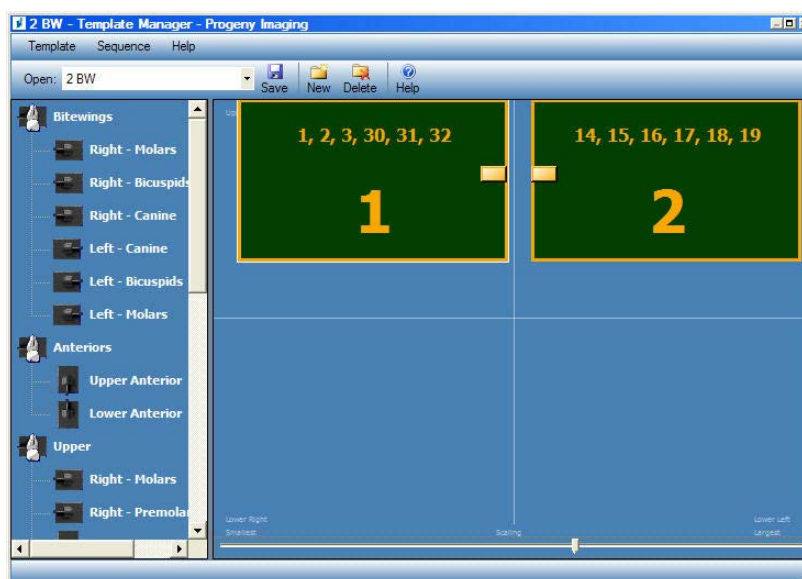 2 BW - Template Manager - Progeny Imaging
Template Sequence Help
Open: 2 BW
Save New Delete Help
Bitewings
Right - Molars
Right - Bicuspids
Right - Canine
Left - Canine
Left - Bicuspids
Left - Molars
Anteriors
Upper Anterior
Lower Anterior
Upper
Right - Molars
Right - Premolar
1, 2, 3, 30, 31, 32
1
14, 15, 16, 17, 18, 19
2
Lower Right
Lower Left
Smallest
Scaling
Largest